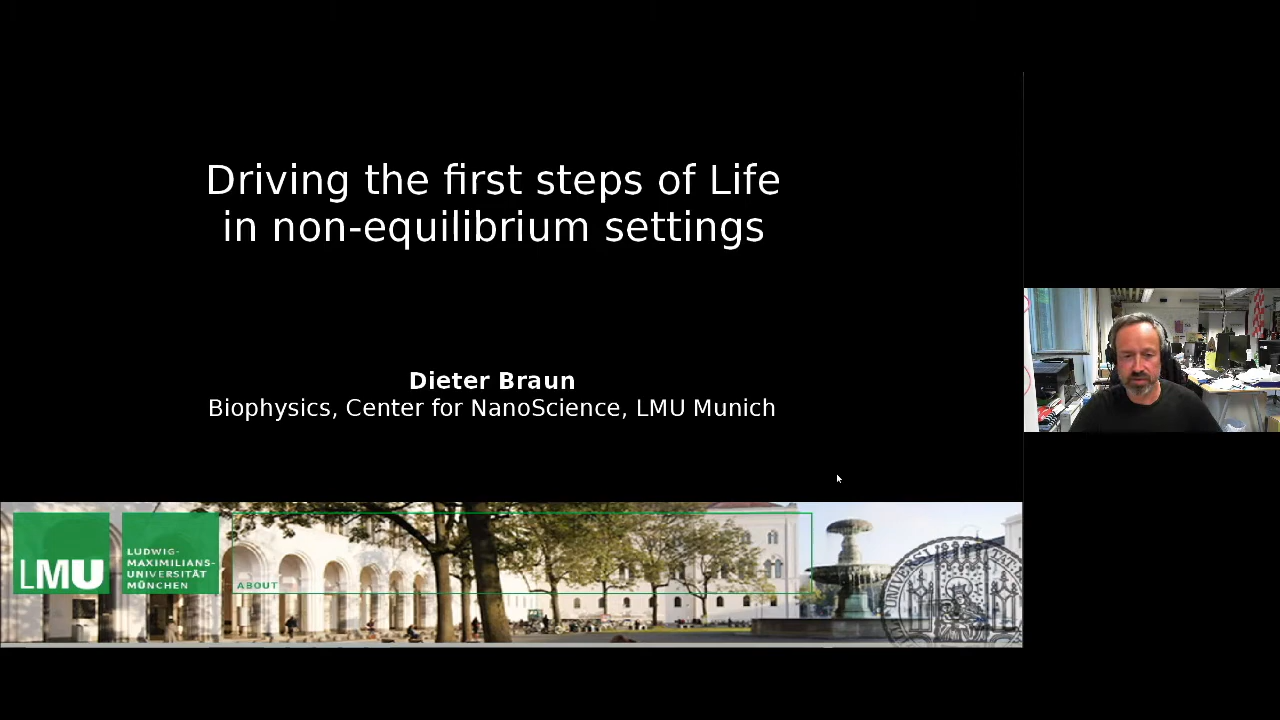 Driving the first steps of Life
in non-equilibrium settings
Dieter Braun
Biophysics, Center for NanoScience, LMU Munich
LMU
LUDWIG-
MAXIMILIANS-
UNIVERSITÄT
MÜNCHEN
ABOUT